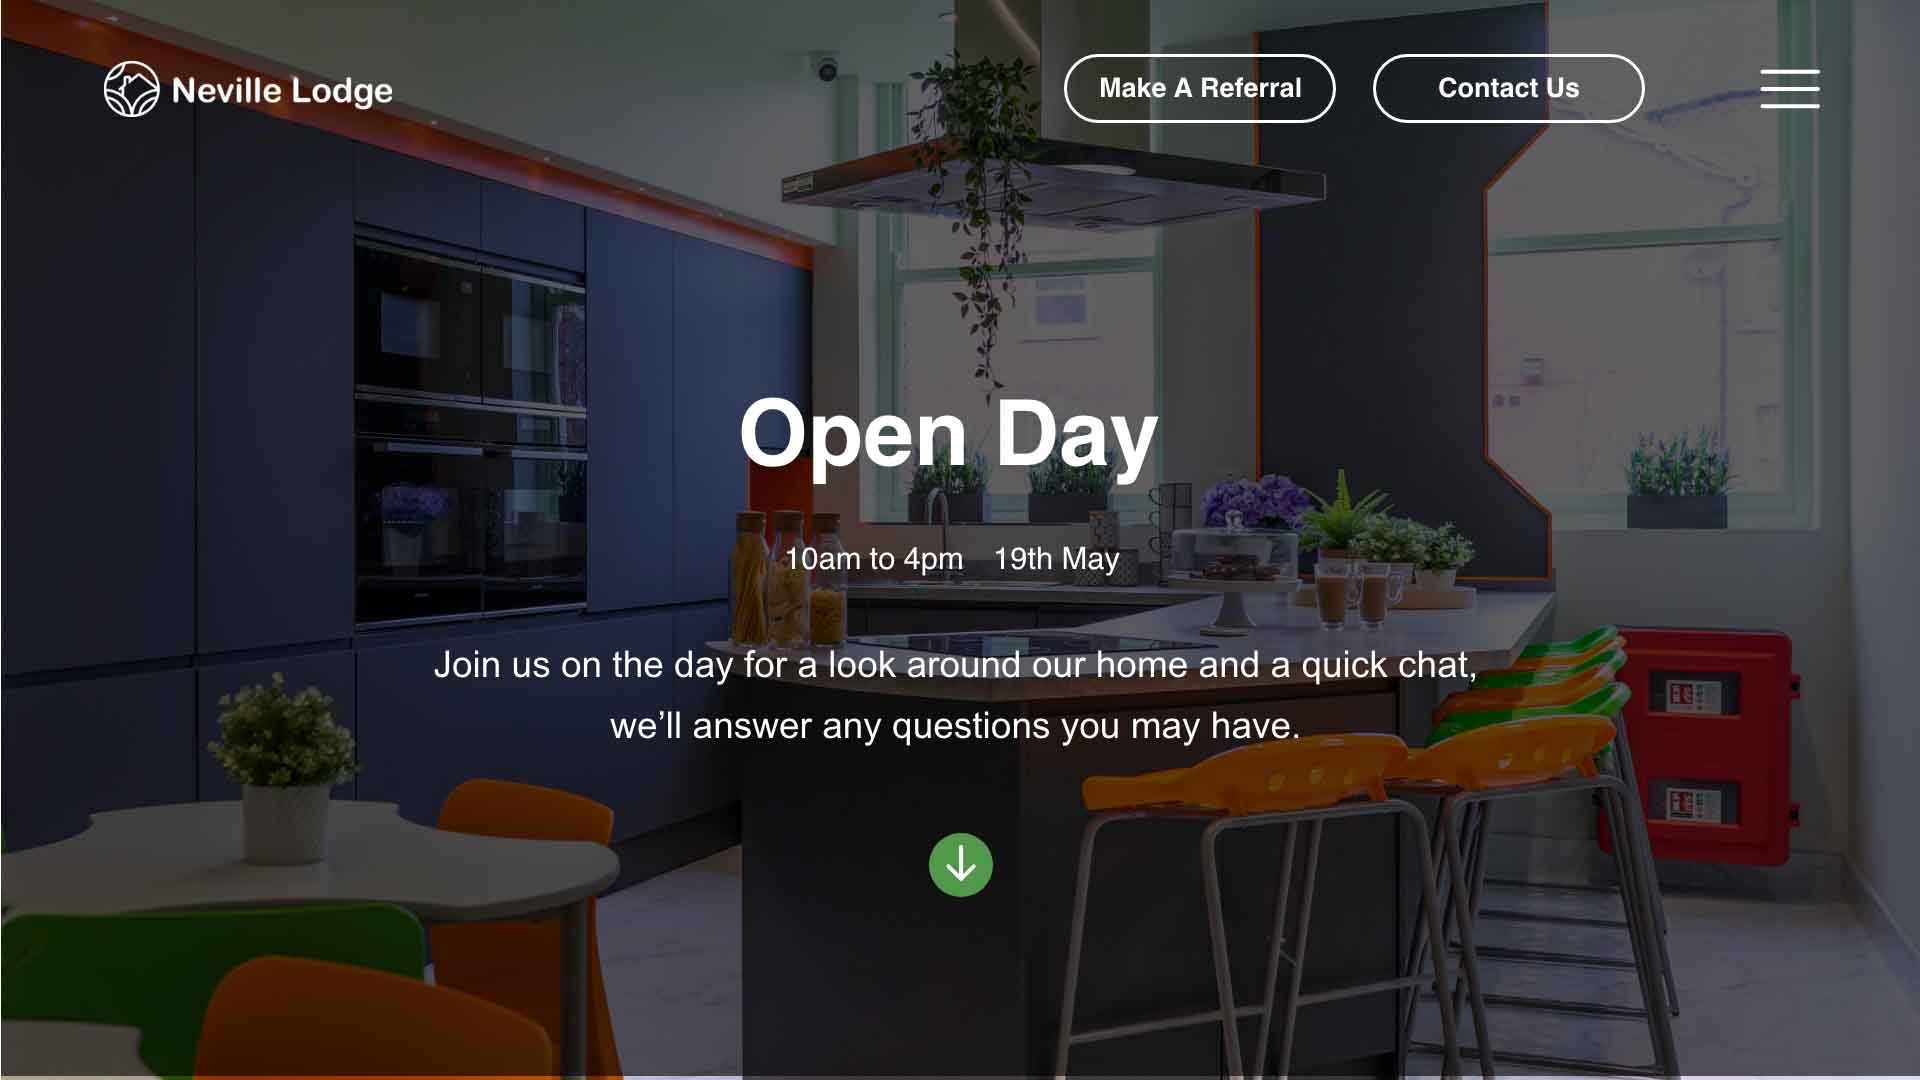 Neville Lodge
Make A Referral
Contact Us
Open Day
10am to 4pm 19th May
Join us on the day for a look around our home and a quick chat,
we’ll answer any questions you may have.